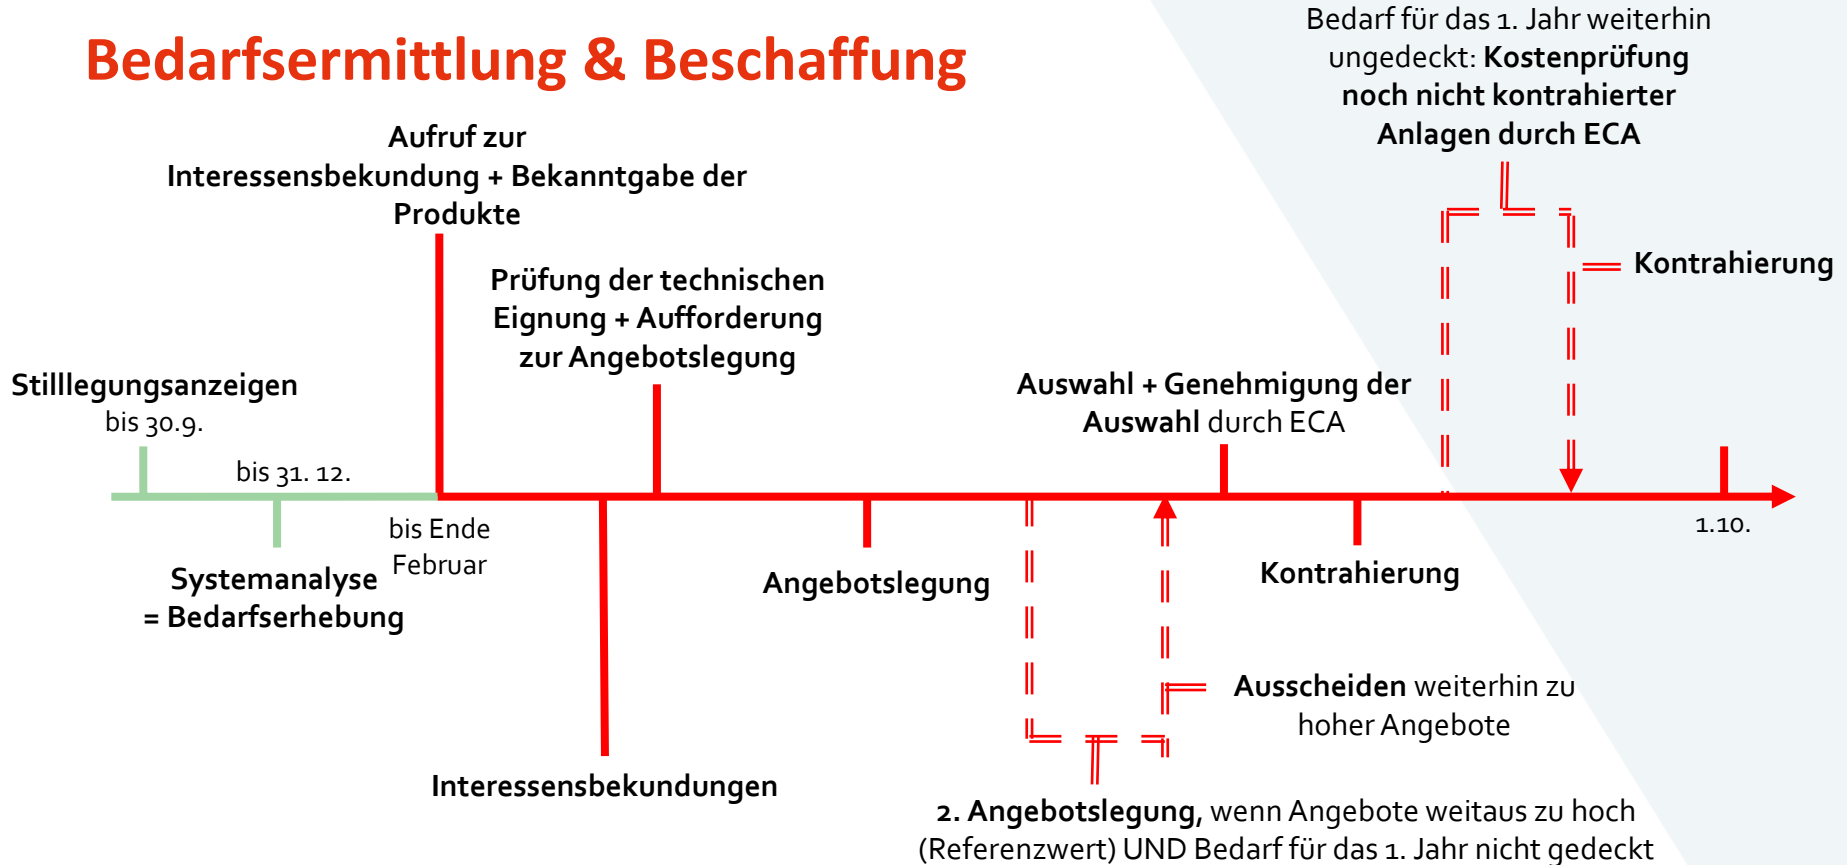 Bedarfsermittlung & Beschaffung
Bedarf für das 1. Jahr weiterhin
ungedeckt: Kostenprüfung
noch nicht kontrahierter
Anlagen durch ECA
Aufruf zur
Interessensbekundung + Bekanntgabe der
Produkte
Kontrahierung
Prüfung der technischen
Eignung + Aufforderung
zur Angebotslegung
Stilllegungsanzeigen
bis 30.9.
Auswahl + Genehmigung der
Auswahl durch ECA
bis 31. 12.
bis Ende
Februar
1.10.
Systemanalyse
= Bedarfserhebung
Angebotslegung
Kontrahierung
Ausscheiden weiterhin zu
hoher Angebote
Interessensbekundungen
2. Angebotslegung, wenn Angebote weitaus zu hoch
(Referenzwert) UND Bedarf für das 1. Jahr nicht gedeckt